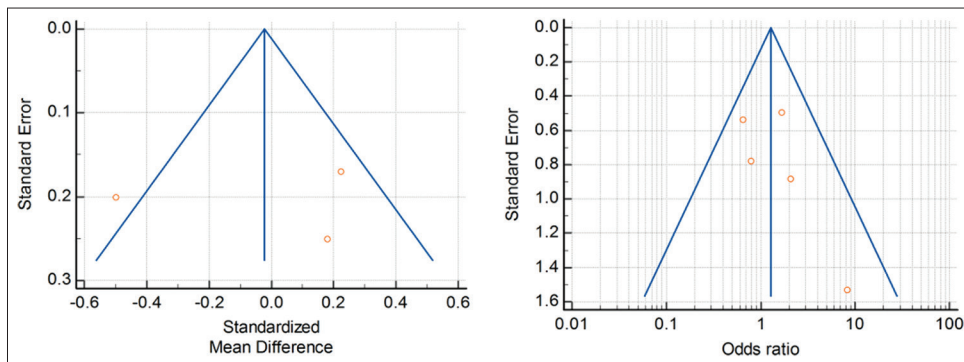 0.0
0.1
0.2
0.3
Standard Error
-0.6 -0.4 -0.2 0.0 0.2 0.4 0.6
Standardized
Mean Difference
0.0
0.2
0.4
0.6
0.8
1.0
1.2
1.4
1.6
Standard Error
0.01 0.1 1 10 100
Odds ratio